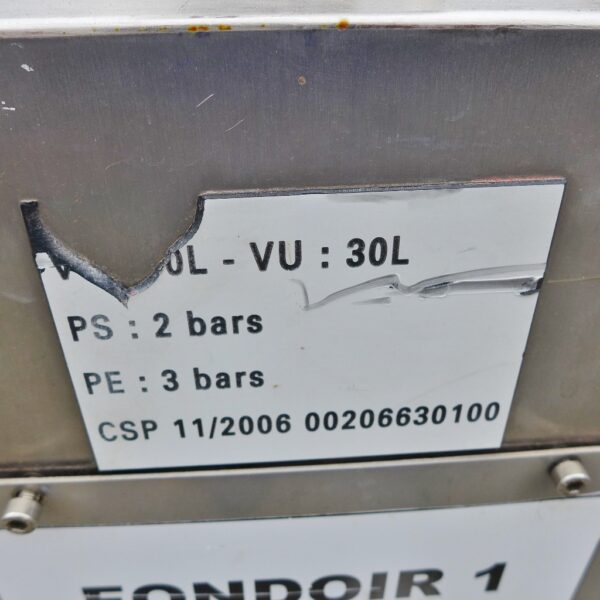 0L - VU : 30L
PS : 2 bars
PE : 3 bars
CSP 11/2006 00206630100
FONDOIR 1